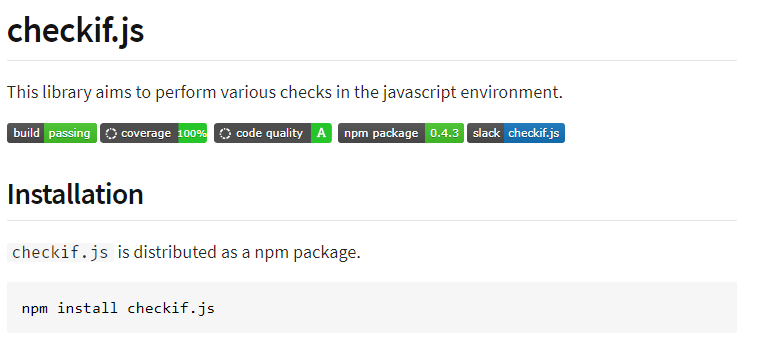 checkif.js
This library aims to perform various checks in the javascript environment.
build passing coverage 100% code quality A npm package 0.4.3 slack checkif.js
Installation
checkif.js is distributed as a npm package.
npm install checkif.js